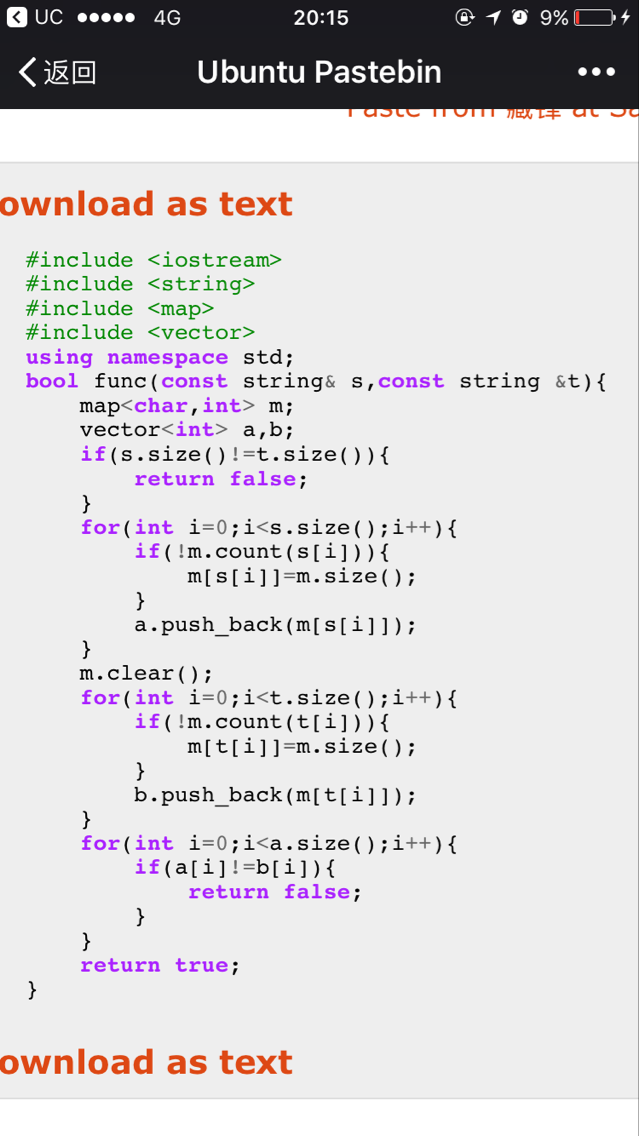 UC 4G 20:15 9%
返回 Ubuntu Pastebin
ownload as text
#include <iostream>
#include <string>
#include <map>
#include <vector>
using namespace std;
bool func(const string& s,const string &t){
    map<char,int> m;
    vector<int> a,b;
    if(s.size()!=t.size()){
        return false;
    }
    for(int i=0;i<s.size();i++){
        if(!m.count(s[i])){
            m[s[i]]=m.size();
        }
        a.push_back(m[s[i]]);
    }
    m.clear();
    for(int i=0;i<t.size();i++){
        if(!m.count(t[i])){
            m[t[i]]=m.size();
        }
        b.push_back(m[t[i]]);
    }
    for(int i=0;i<a.size();i++){
        if(a[i]!=b[i]){
            return false;
        }
    }
    return true;
}
ownload as text